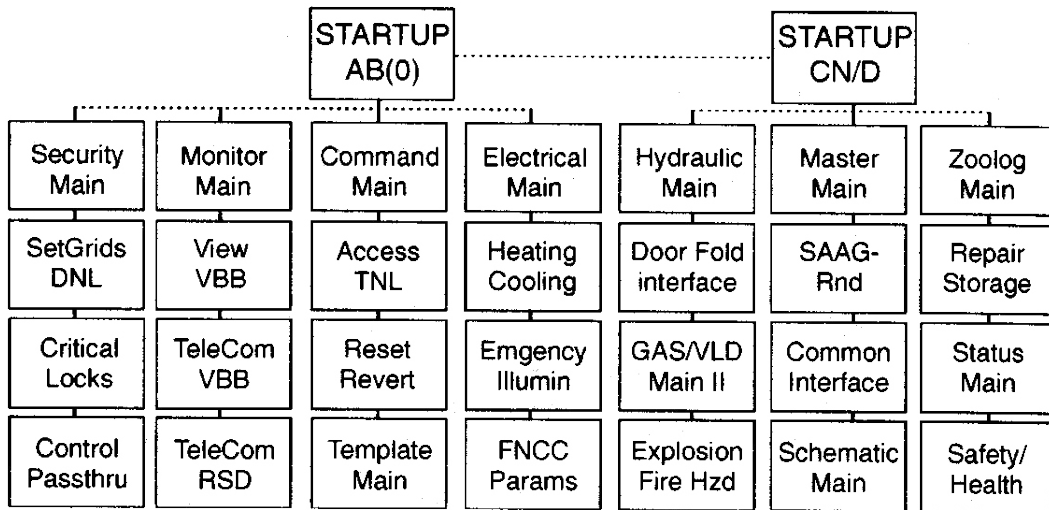 STARTUP
AB(0)
STARTUP
CN/D
Security
Main
Monitor
Main
Command
Main
Electrical
Main
Hydraulic
Main
Master
Main
Zoolog
Main
SetGrids
DNL
View
VBB
Access
TNL
Heating
Cooling
Door Fold
interface
SAAG-
Rnd
Repair
Storage
Critical
Locks
TeleCom
VBB
Reset
Revert
Emgency
Illumin
GAS/VLD
Main II
Common
Interface
Status
Main
Control
Passthru
TeleCom
RSD
Template
Main
FNCC
Params
Explosion
Fire Hzd
Schematic
Main
Safety/
Health